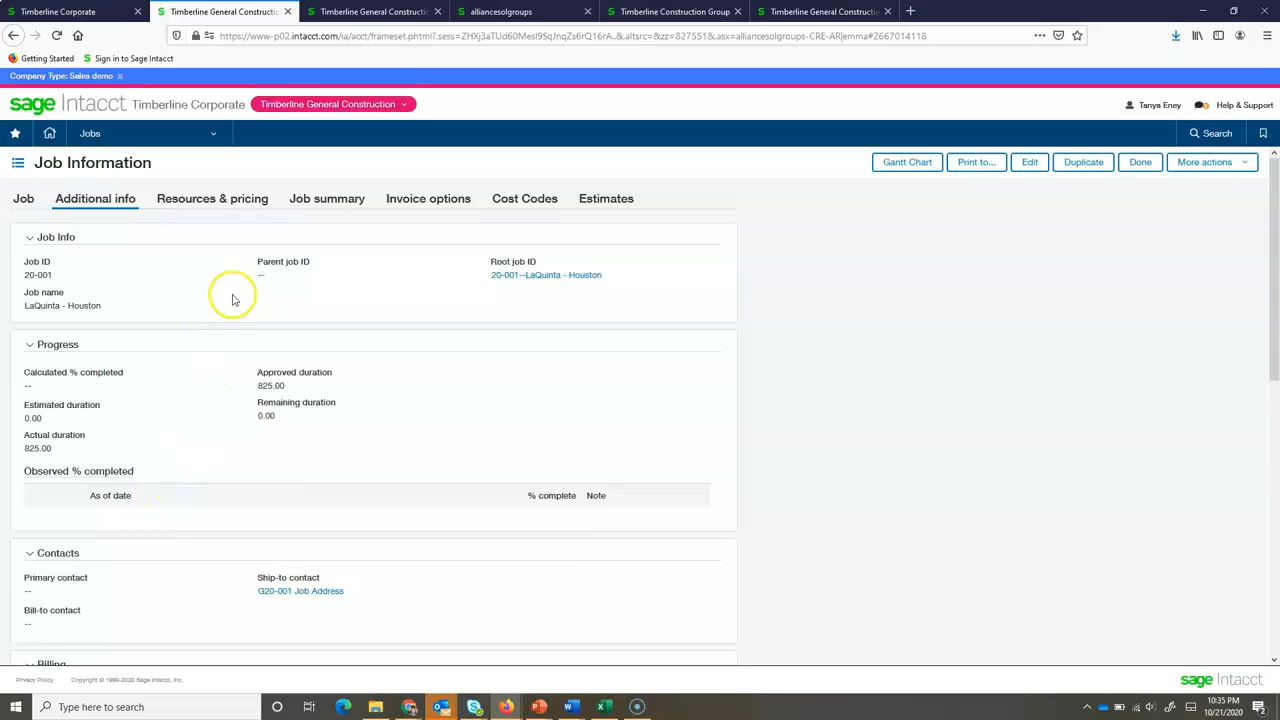 Timberline Corporate
Timberline General Constructio
Timberline General Constructi
alliancesolgroups
Timberline Construction Group
Timberline General Constructi
https://www-p02.intacct.com/ia/acct/frameset.phtml?.sess=
.&.altsrc=&zz=827551&.asx=alliancesolgroups-CRE-AR|emma#2667014118
Getting Started
Sign in to Sage Intacct
Company Type: Sales demo
sage Intacct Timberline Corporate Timberline General Construction
Tanya Eney
Help & Support
Jobs
Search
Job Information
Gantt Chart Print to... Edit Duplicate Done More actions
Job Additional info Resources & pricing Job summary Invoice options Cost Codes Estimates
Job Info
Job ID Parent job ID Root job ID
20-001 -- 20-001--LaQuinta - Houston
Job name
LaQuinta - Houston
Progress
Calculated % completed Approved duration
-- 825.00
Estimated duration Remaining duration
0.00 0.00
Actual duration
825.00
Observed % completed
As of date % complete Note
Contacts
Primary contact Ship-to contact
-- G20-001 Job Address
Bill-to contact
--
Billing
Privacy Policy Copyright © 1999-2020 Sage Intacct, Inc.
sage Intacct
Type here to search
10:35 PM
10/21/2020